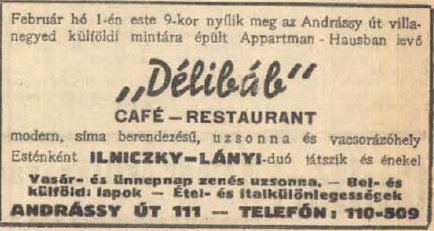 Február hó 1-én este 9-kor nyílik meg az Andrássy út villa-
negyed külföldi mintára épült Appartman-Hausban levő
„Délibáb“
CAFÉ — RESTAURANT
modern, síma berendezésű, uzsonna és vacsorázóhely
Esténként ILNICZKY—LÁNYI-duó játszik és énekel
Vasár- és ünnepnap zenés uzsonna. — Bel- és
külföldi lapok — Étel- és italkülönlegességek
ANDRÁSSY ÚT 111 — TELEFÓN: 110-509